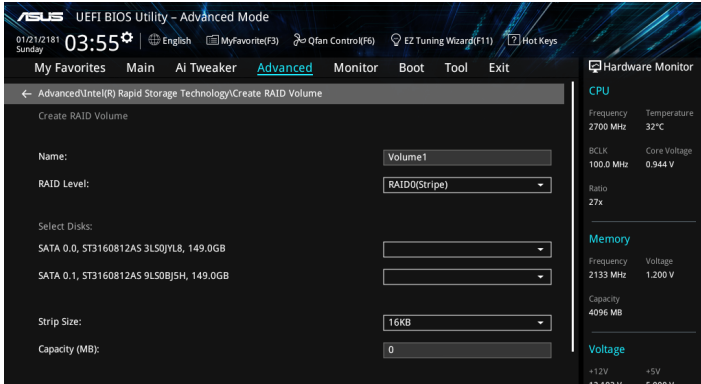 ASUS UEFI BIOS Utility – Advanced Mode
01/21/2181 Sunday 03:55 English MyFavorite(F3) Qfan Control(F6) EZ Tuning Wizard(F11) ? Hot Keys
My Favorites Main Ai Tweaker Advanced Monitor Boot Tool Exit
← Advanced\Intel(R) Rapid Storage Technology\Create RAID Volume
Create RAID Volume
Name: Volume1
RAID Level: RAID0(Stripe)
Select Disks:
SATA 0.0, ST3160812AS 3LS0JYL8, 149.0GB
SATA 0.1, ST3160812AS 9LS0BJ5H, 149.0GB
Strip Size: 16KB
Capacity (MB): 0
Hardware Monitor
CPU
Frequency Temperature
2700 MHz 32°C
BCLK Core Voltage
100.0 MHz 0.944 V
Ratio
27x
Memory
Frequency Voltage
2133 MHz 1.200 V
Capacity
4096 MB
Voltage
+12V +5V